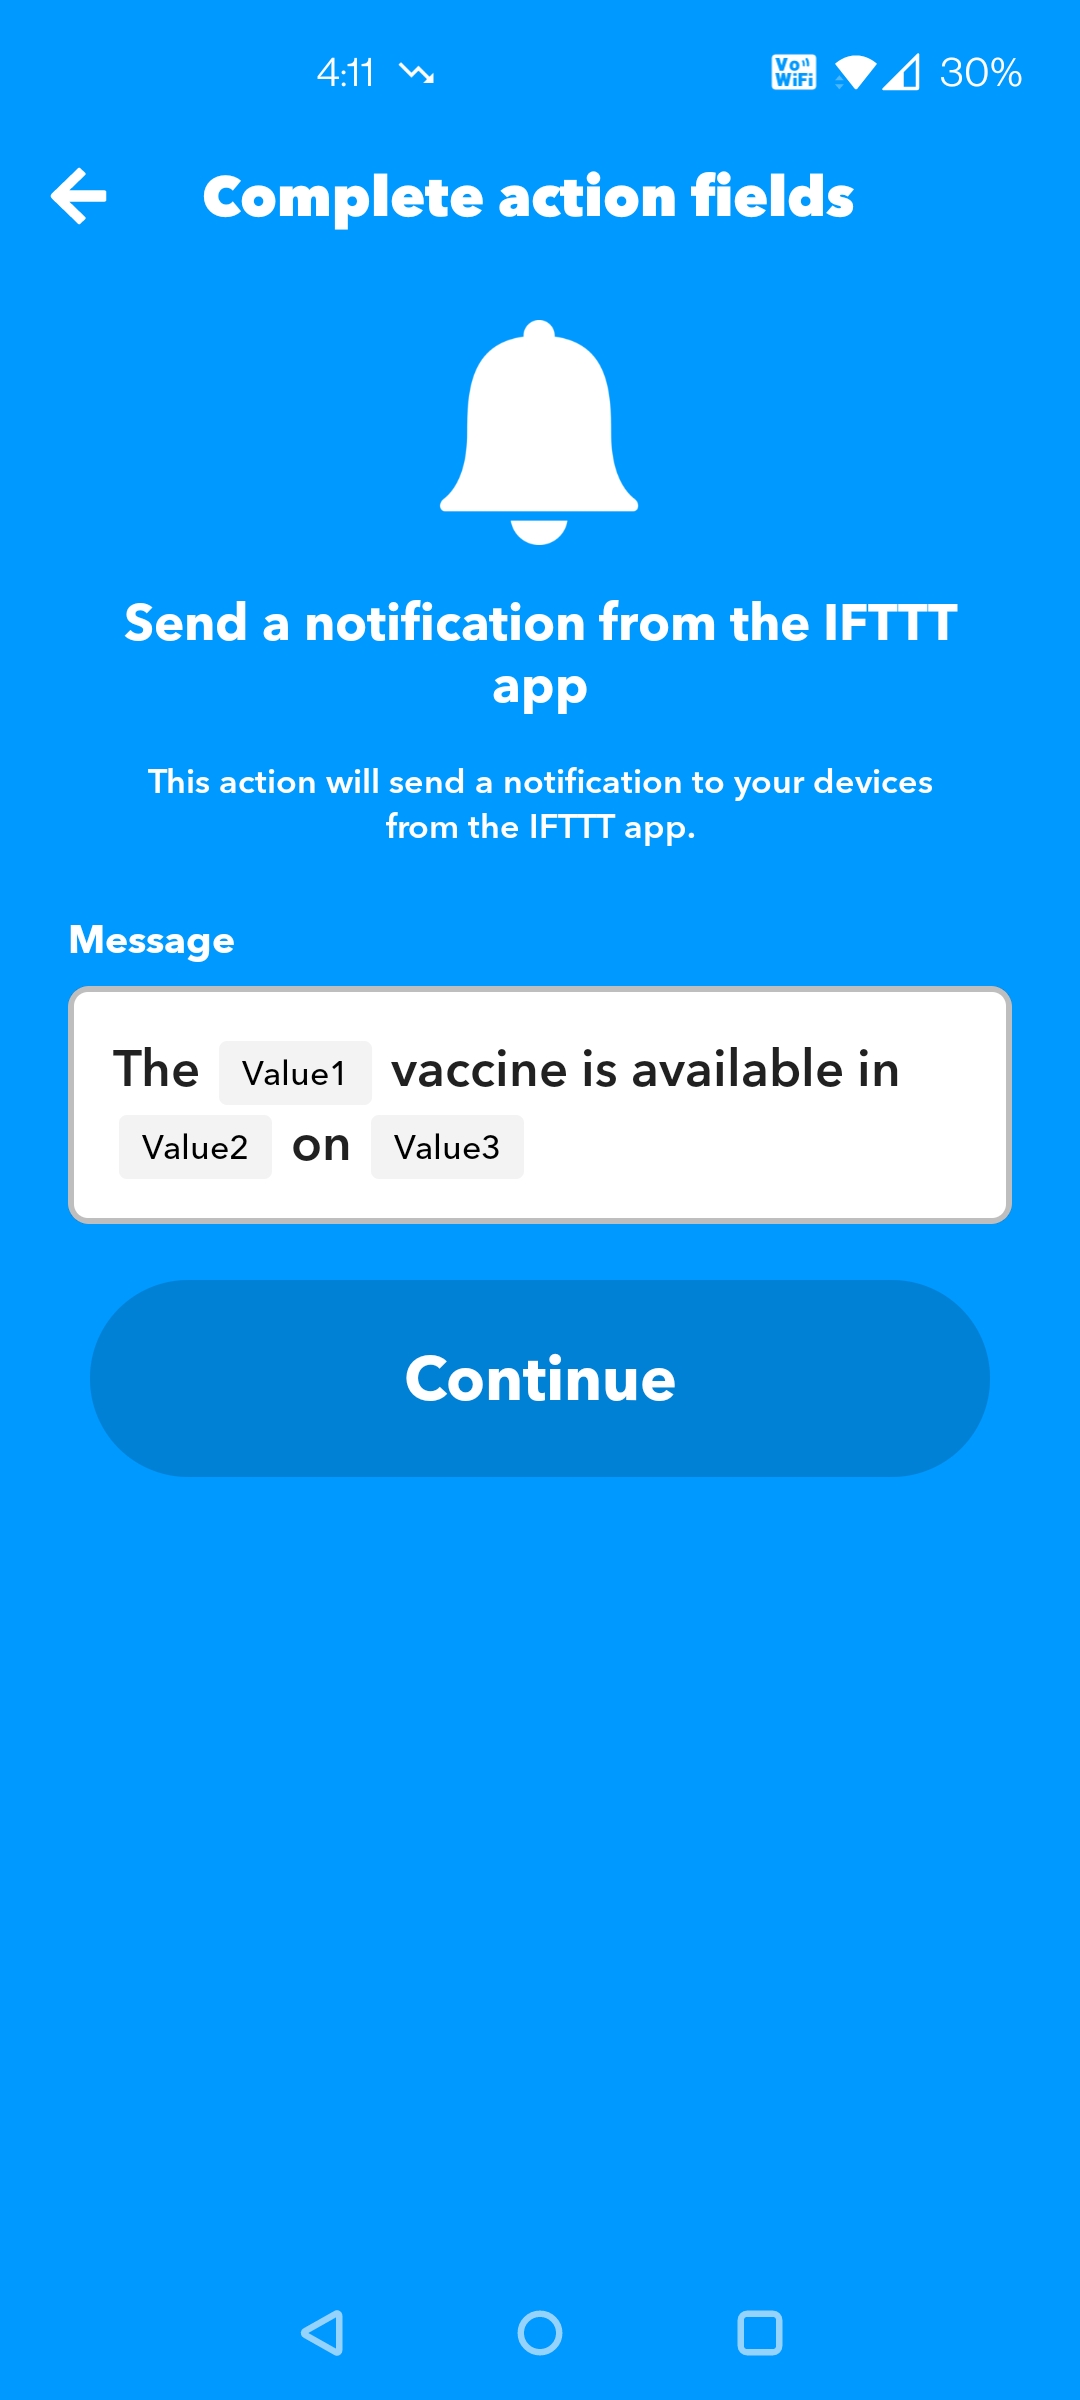 4:11 Vo WiFi 30%
Complete action fields
Send a notification from the IFTTT
app
This action will send a notification to your devices
from the IFTTT app.
Message
The Value1 vaccine is available in
Value2 on Value3
Continue